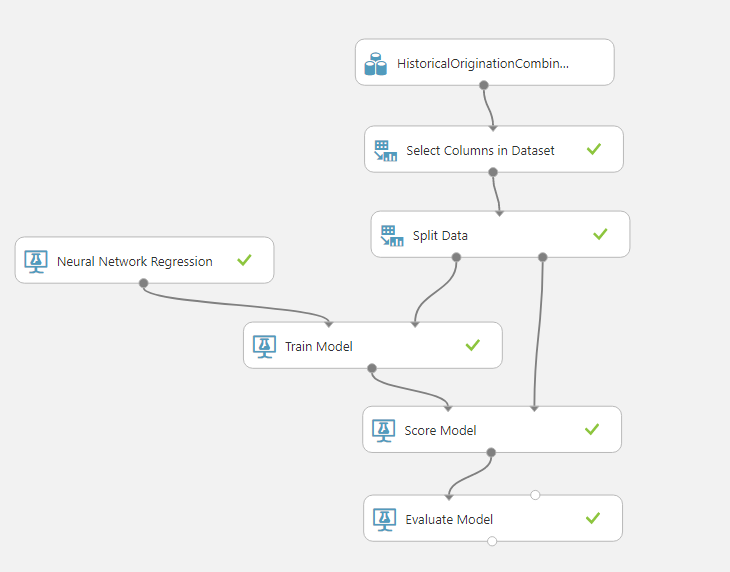 HistoricalOriginationCombin...
Select Columns in Dataset
Split Data
Neural Network Regression
Train Model
Score Model
Evaluate Model